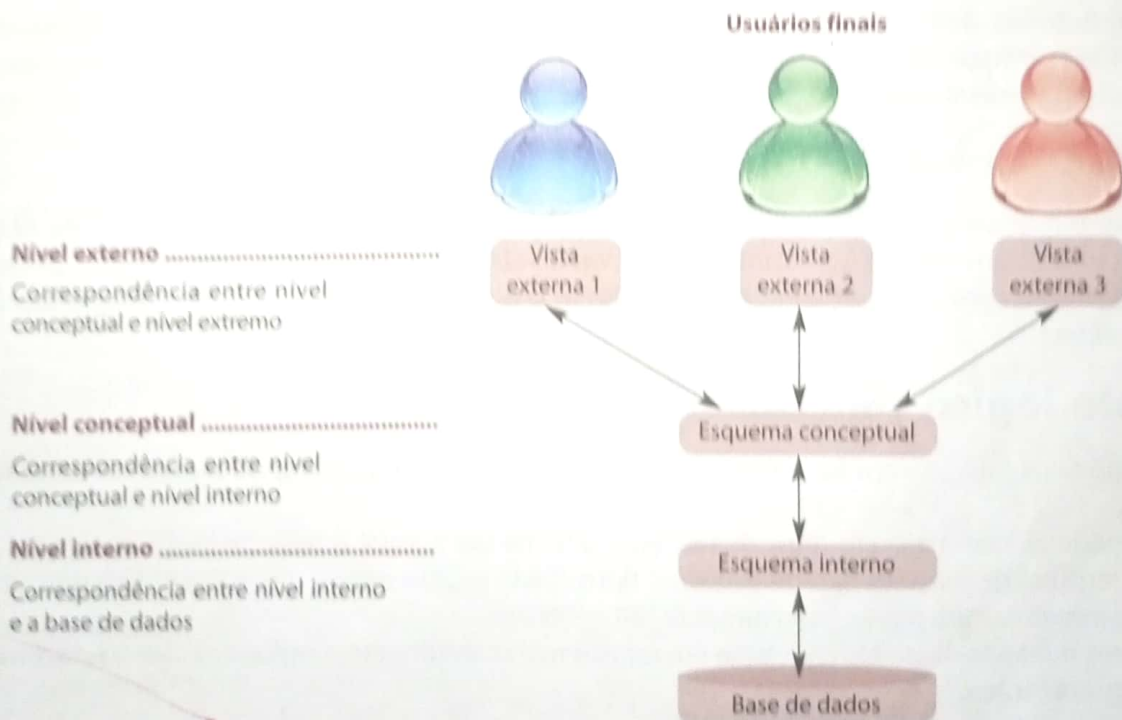 Usuários finais
Nível externo
Vista
externa 1
Vista
externa 2
Vista
externa 3
Correspondência entre nível
conceptual e nível extremo
Nível conceptual
Esquema conceptual
Correspondência entre nível
conceptual e nível interno
Nível interno
Esquema interno
Correspondência entre nível interno
e a base de dados
Base de dados